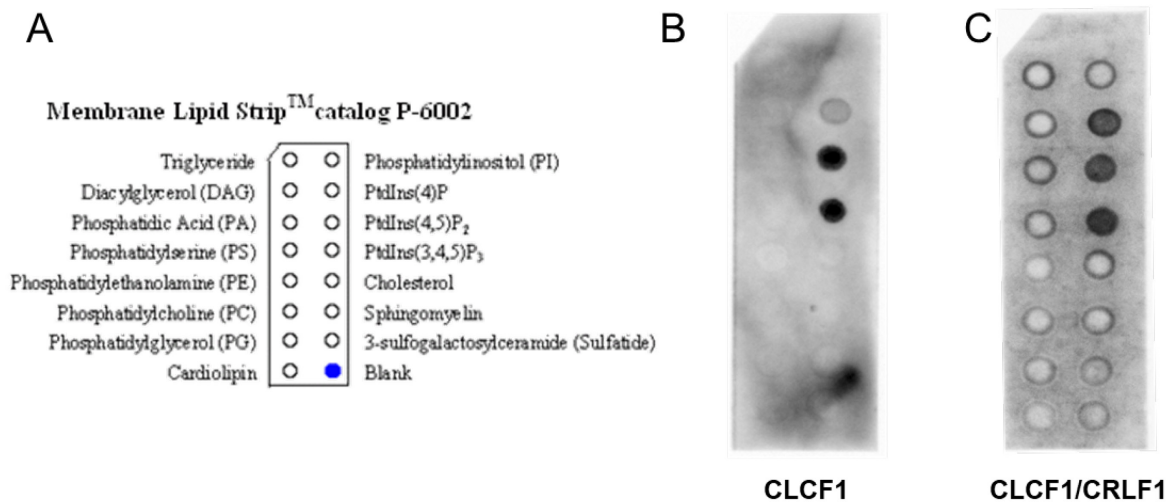 A
B
C
Membrane Lipid Strip™ catalog P-6002
Triglyceride
Phosphatidylinositol (PI)
Diacylglycerol (DAG)
PtdIns(4)P
Phosphatidic Acid (PA)
PtdIns(4,5)P₂
Phosphatidylserine (PS)
PtdIns(3,4,5)P₃
Phosphatidylethanolamine (PE)
Cholesterol
Phosphatidylcholine (PC)
Sphingomyelin
Phosphatidylglycerol (PG)
3-sulfogalactosylceramide (Sulfatide)
Cardiolipin
Blank
CLCF1
CLCF1/CRLF1